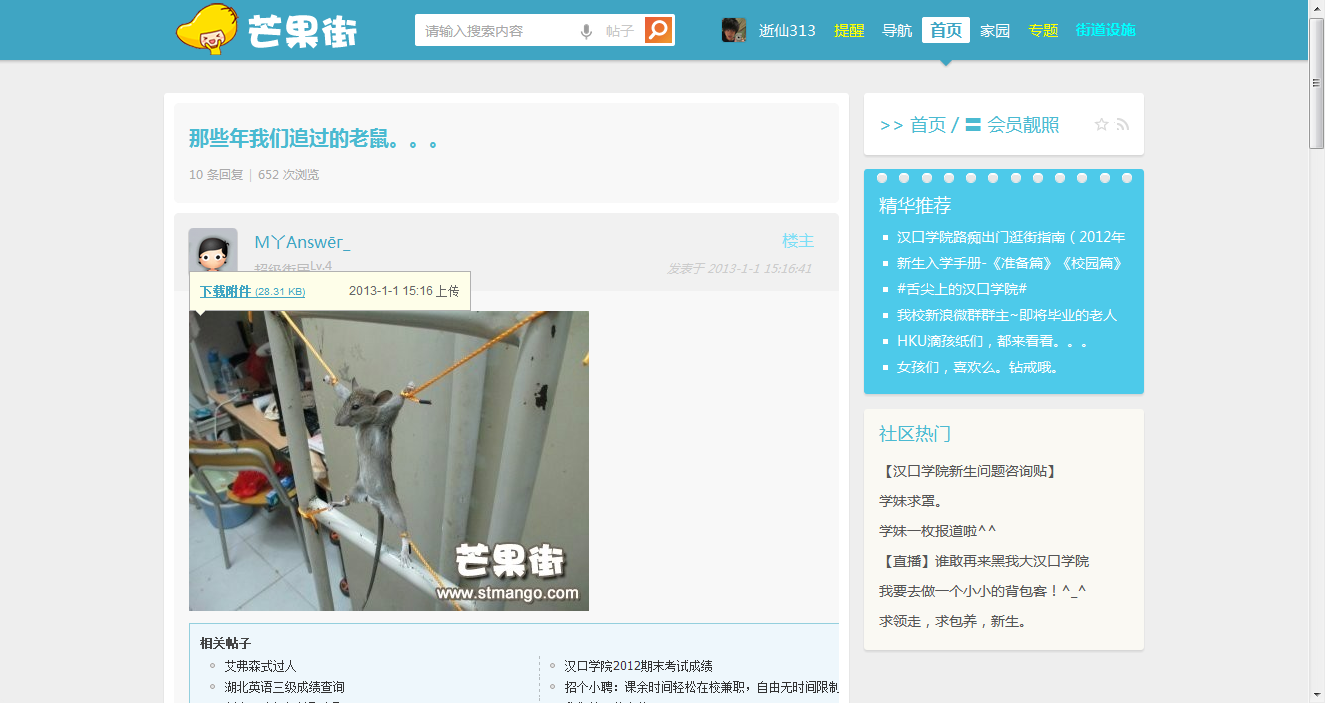 芒果街
请输入搜索内容 帖子
逝仙313 提醒 导航 首页 家园 专题 街道设施
那些年我们追过的老鼠。。。
10 条回复 | 652 次浏览
M丫Answēr_
楼主
超级街民Lv.4
发表于 2013-1-1 15:16:41
下载附件 (28.31 KB) 2013-1-1 15:16 上传
芒果街
www.stmango.com
相关帖子
艾弗森式过人
湖北英语三级成绩查询
汉口学院2012期末考试成绩
招个小聘：课余时间轻松在校兼职，自由无时间限制
>> 首页 / 〓 会员靓照
精华推荐
汉口学院路痴出门逛街指南（2012年
新生入学手册-《准备篇》《校园篇》
#舌尖上的汉口学院#
我校新浪微群群主~即将毕业的老人
HKU滴孩纸们，都来看看。。。
女孩们，喜欢么。钻戒哦。
社区热门
【汉口学院新生问题咨询贴】
学妹求罩。
学妹一枚报道啦^^
【直播】谁敢再来黑我大汉口学院
我要去做一个小小的背包客！^_^
求领走，求包养，新生。